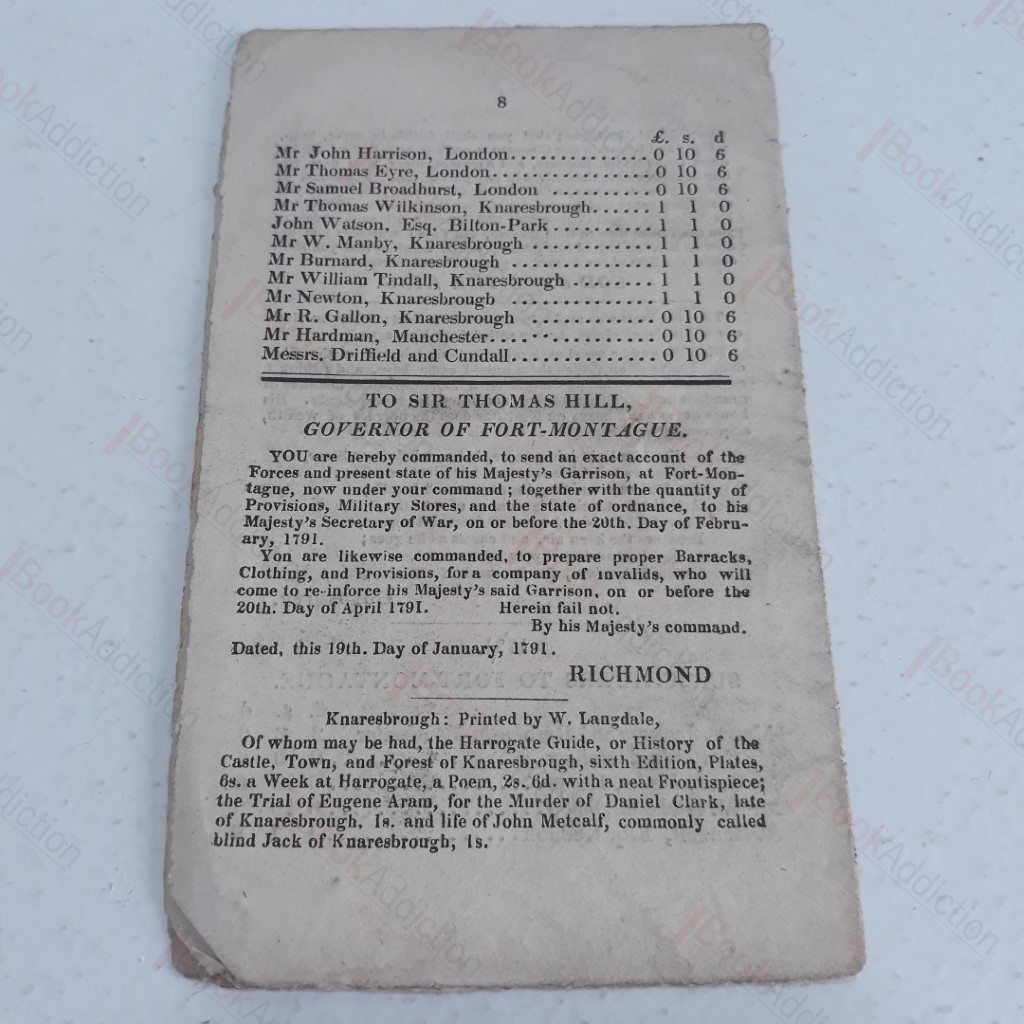 8
£. s. d
Mr John Harrison, London.............. 0 10 6
Mr Thomas Eyre, London................ 0 10 6
Mr Samuel Broadhurst, London .......... 0 10 6
Mr Thomas Wilkinson, Knaresbrough...... 1 1 0
John Watson, Esq. Bilton-Park.......... 1 1 0
Mr W. Manby, Knaresbrough ............ 1 1 0
Mr Burnard, Knaresbrough .............. 1 1 0
Mr William Tindall, Knaresbrough ........ 1 1 0
Mr Newton, Knaresbrough .............. 1 1 0
Mr R. Gallon, Knaresbrough ............ 0 10 6
Mr Hardman, Manchester................ 0 10 6
Messrs. Driffield and Cundall.............. 0 10 6
TO SIR THOMAS HILL,
GOVERNOR OF FORT-MONTAGUE.
YOU are hereby commanded, to send an exact account of the
Forces and present state of his Majesty's Garrison, at Fort-Mon-
tague, now under your command ; together with the quantity of
Provisions, Military Stores, and the state of ordnance, to his
Majesty's Secretary of War, on or before the 20th. Day of Febru-
ary, 1791.
You are likewise commanded, to prepare proper Barracks,
Clothing, and Provisions, for a company of invalids, who will
come to re-inforce his Majesty's said Garrison, on or before the
20th. Day of April 1791. Herein fail not.
By his Majesty's command.
Dated, this 19th. Day of January, 1791.
RICHMOND
Knaresbrough: Printed by W. Langdale,
Of whom may be had, the Harrogate Guide, or History of the
Castle, Town, and Forest of Knaresbrough, sixth Edition, Plates,
6s. a Week at Harrogate, a Poem, 2s. 6d. with a neat Frontispiece;
the Trial of Eugene Aram, for the Murder of Daniel Clark, late
of Knaresbrough, 1s. and life of John Metcalf, commonly called
blind Jack of Knaresbrough, 1s.
BookAddiction